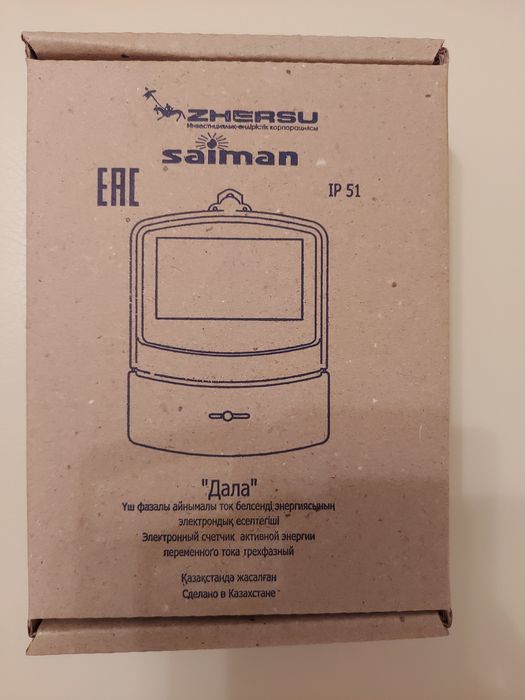 ZHERSU
Инвестициялық-өндірістік корпорациясы
saiman
EAC
IP 51
"Дала"
Үш фазалы айнымалы ток белсенді энергиясының
электрондық есептегіші
Электронный счетчик активной энергии
переменного тока трехфазный
Қазақстанда жасалған
Сделано в Казахстане